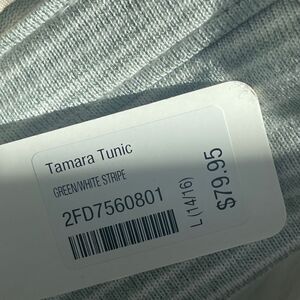 Tamara Tunic
GREEN/WHITE STRIPE
2FD7560801
L (14/16)
$79.95